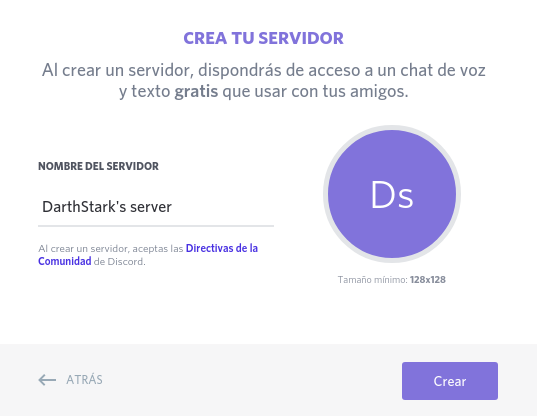 CREA TU SERVIDOR
Al crear un servidor, dispondrás de acceso a un chat de voz
y texto gratis que usar con tus amigos.
NOMBRE DEL SERVIDOR
DarthStark's server
Al crear un servidor, aceptas las Directivas de la
Comunidad de Discord.
Ds
Tamaño mínimo: 128x128
ATRÁS
Crear